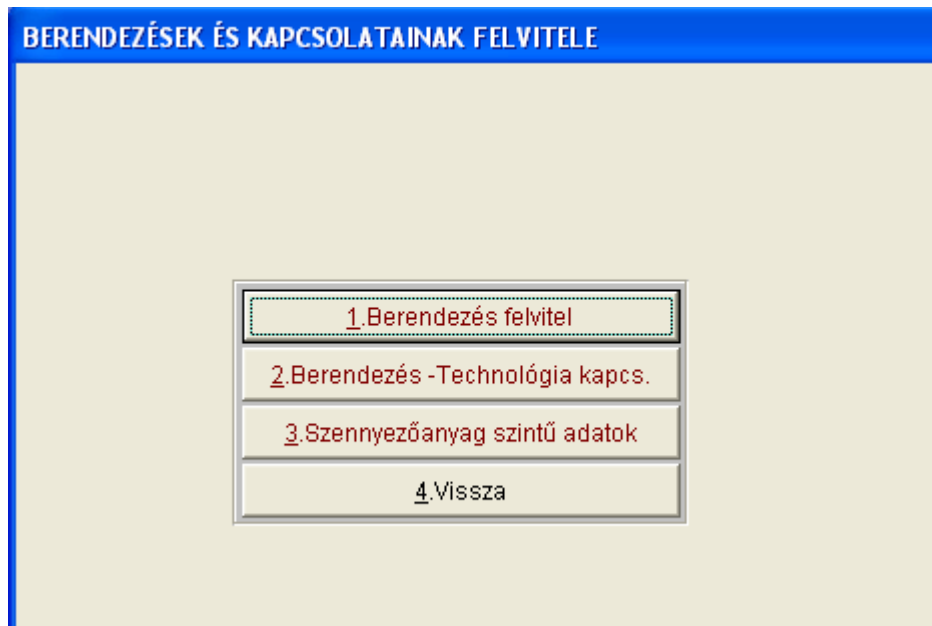 BERENDEZÉSEK ÉS KAPCSOLATAINAK FELVITELE
1.Berendezés felvitel
2.Berendezés -Technológia kapcs.
3.Szennyezőanyag szintű adatok
4.Vissza